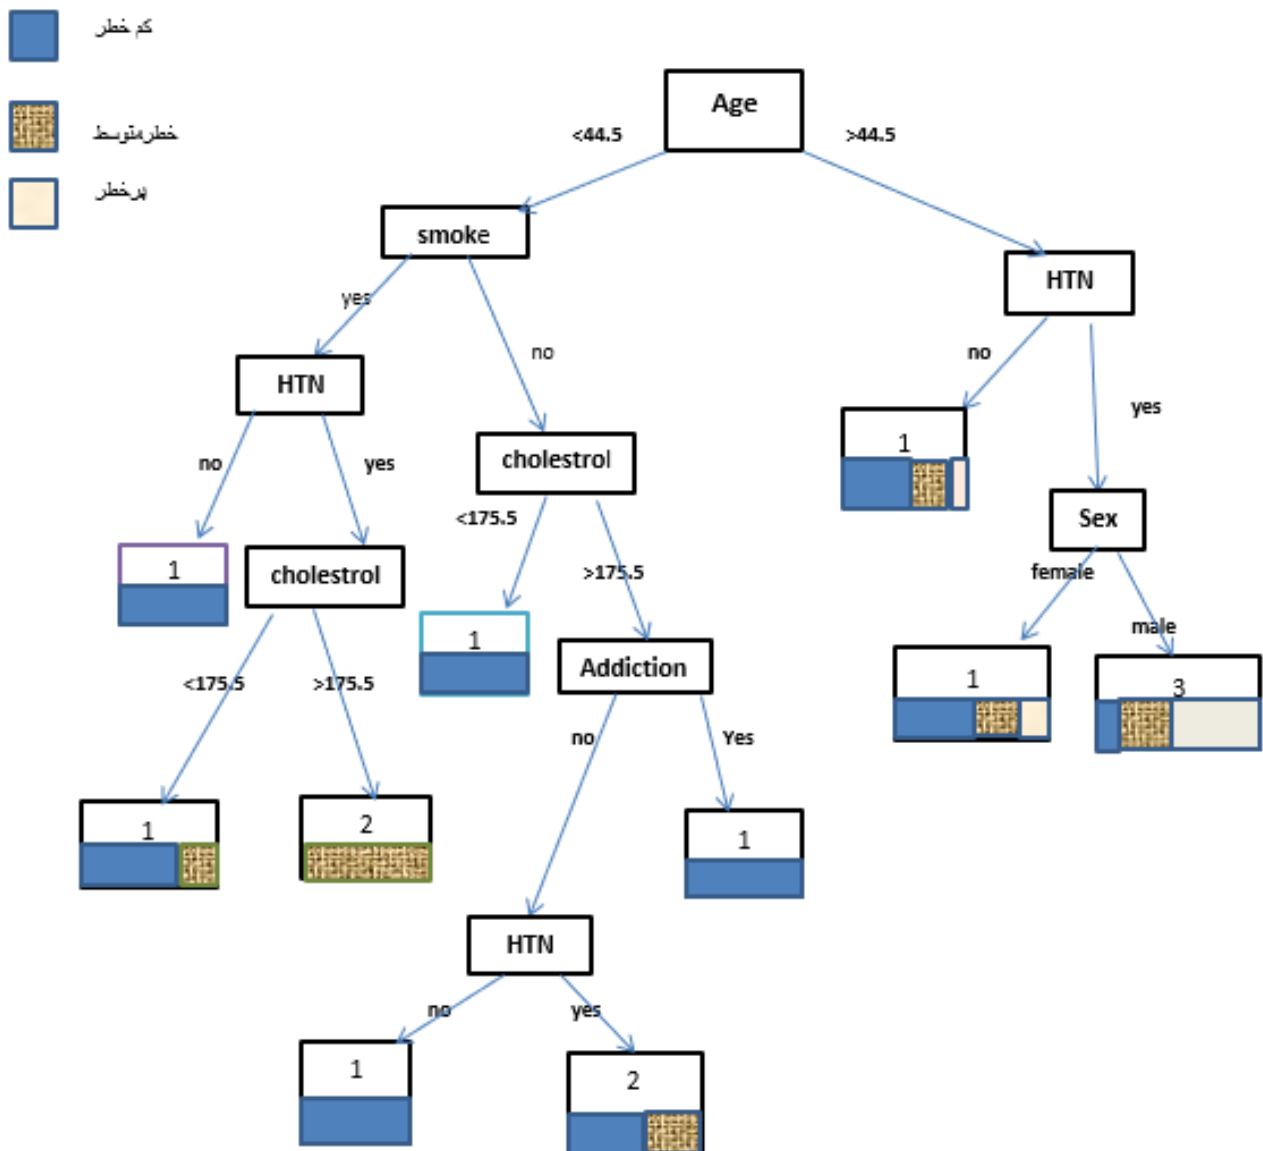 کم خطر
خطرمتوسط
پرخطر
Age
<44.5
>44.5
smoke
HTN
yes
no
HTN
no
yes
cholestrol
1
no
yes
<175.5
Sex
1
cholestrol
>175.5
female
male
1
Addiction
1
3
<175.5
>175.5
no
Yes
1
2
1
HTN
no
yes
1
2